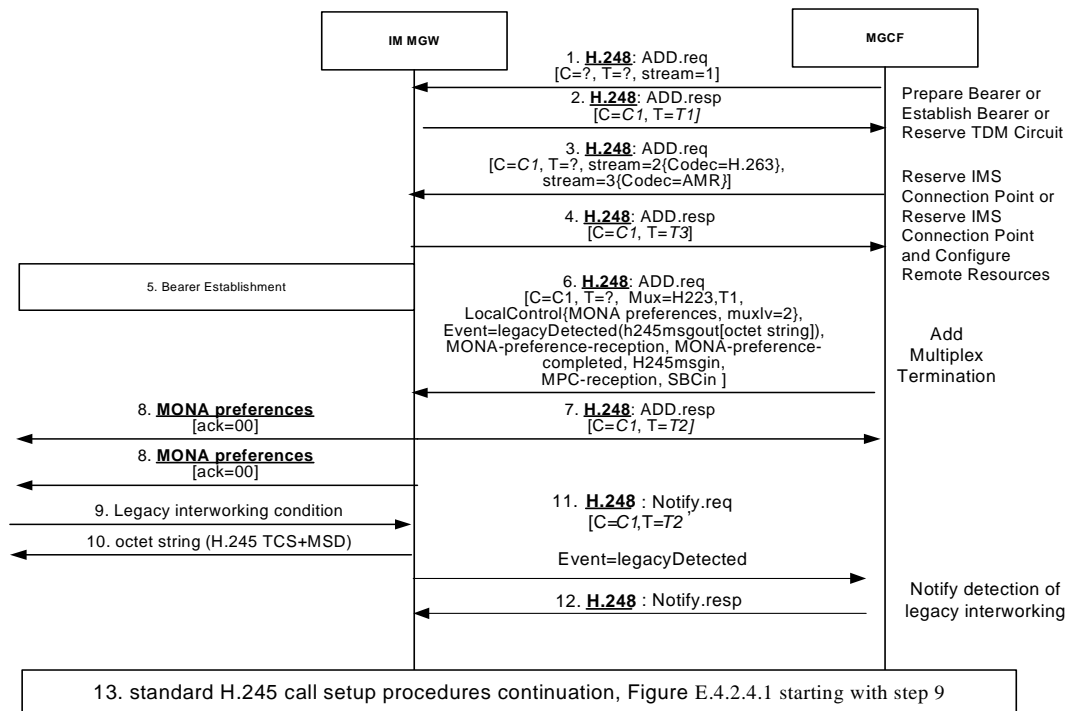 IM MGW
MGCF
1. H.248: ADD.req
[C=?, T=?, stream=1]
Prepare Bearer or
Establish Bearer or
Reserve TDM Circuit
2. H.248: ADD.resp
[C=C1, T=T1]
3. H.248: ADD.req
[C=C1, T=?, stream=2{Codec=H.263},
stream=3{Codec=AMR}]
Reserve IMS
Connection Point or
Reserve IMS
Connection Point
and Configure
Remote Resources
4. H.248: ADD.resp
[C=C1, T=T3]
5. Bearer Establishment
6. H.248: ADD.req
[C=C1, T=?, Mux=H223,T1,
LocalControl{MONA preferences, muxlv=2},
Event=legacyDetected(h245msgout[octet string]),
MONA-preference-reception, MONA-preference-
completed, H245msgin,
MPC-reception, SBCin ]
Add
Multiplex
Termination
8. MONA preferences
[ack=00]
7. H.248: ADD.resp
[C=C1, T=T2]
8. MONA preferences
[ack=00]
9. Legacy interworking condition
10. octet string (H.245 TCS+MSD)
11. H.248 : Notify.req
[C=C1,T=T2 ,
Event=legacyDetected
12. H.248 : Notify.resp
Notify detection of
legacy interworking
13. standard H.245 call setup procedures continuation, Figure E.4.2.4.1 starting with step 9